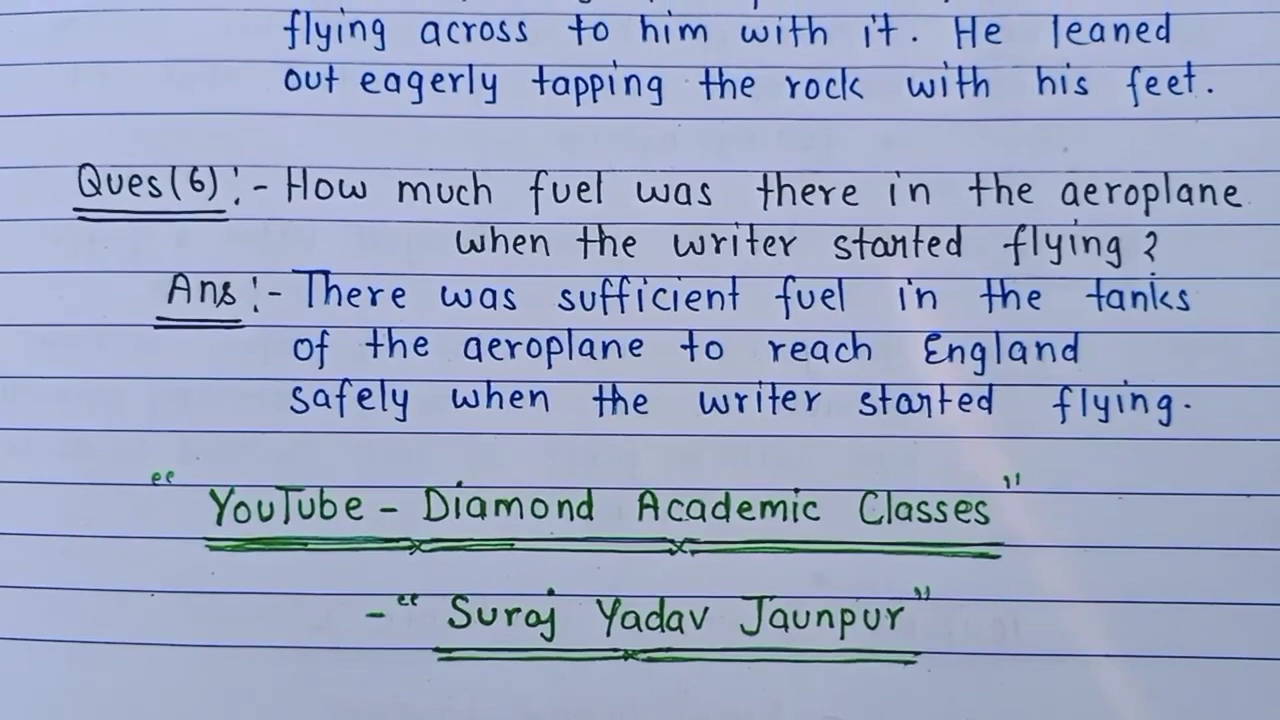 flying across to him with it. He leaned
out eagerly tapping the rock with his feet.
Ques(6):- How much fuel was there in the aeroplane
when the writer started flying?
Ans:- There was sufficient fuel in the tanks
of the aeroplane to reach England
safely when the writer started flying.
"YouTube - Diamond Academic Classes"
- "Suraj Yadav Jaunpur"